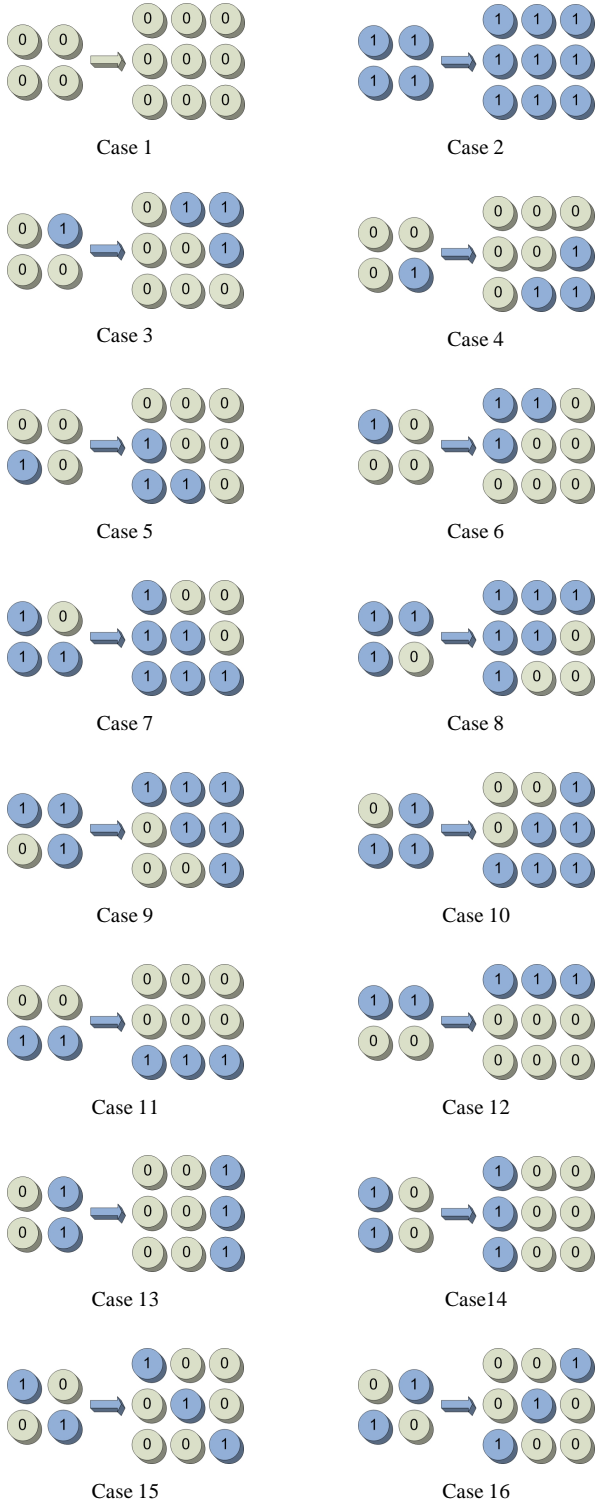 0 0 0 1 1 1
0 0 0 0 0 1 1 1 1 1
0 0 0 0 0 1 1 1 1 1
Case 1 Case 2
0 1 1 0 0 0
0 1 0 0 1 0 0 0 0 1
0 0 0 0 0 0 1 0 1 1
Case 3 Case 4
0 0 0 1 1 0
0 0 1 0 0 1 0 1 0 0
1 0 1 1 0 0 0 0 0 0
Case 5 Case 6
1 0 0 1 1 1
1 0 1 1 0 1 1 1 1 0
1 1 1 1 1 1 0 1 0 0
Case 7 Case 8
1 1 1 0 0 1
1 1 0 1 1 0 1 0 1 1
0 1 0 0 1 1 1 1 1 1
Case 9 Case 10
0 0 0 1 1 1
0 0 0 0 0 1 1 0 0 0
1 1 1 1 1 0 0 0 0 0
Case 11 Case 12
0 0 1 1 0 0
0 1 0 0 1 1 0 1 0 0
0 1 0 0 1 1 0 1 0 0
Case 13 Case14
1 0 0 0 0 1
1 0 0 1 0 0 1 0 1 0
0 1 0 0 1 1 0 1 0 0
Case 15 Case 16